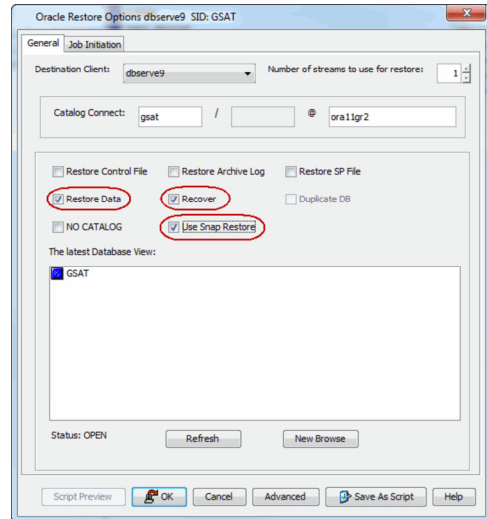 Oracle Restore Options dbserve9 SID: GSAT
General Job Initiation
Destination Client: dbserve9 Number of streams to use for restore: 1
Catalog Connect: gsat / @ ora11gr2
Restore Control File Restore Archive Log Restore SP File
Restore Data Recover Duplicate DB
NO CATALOG Use Snap Restore
The latest Database View:
GSAT
Status: OPEN Refresh New Browse
Script Preview OK Cancel Advanced Save As Script Help